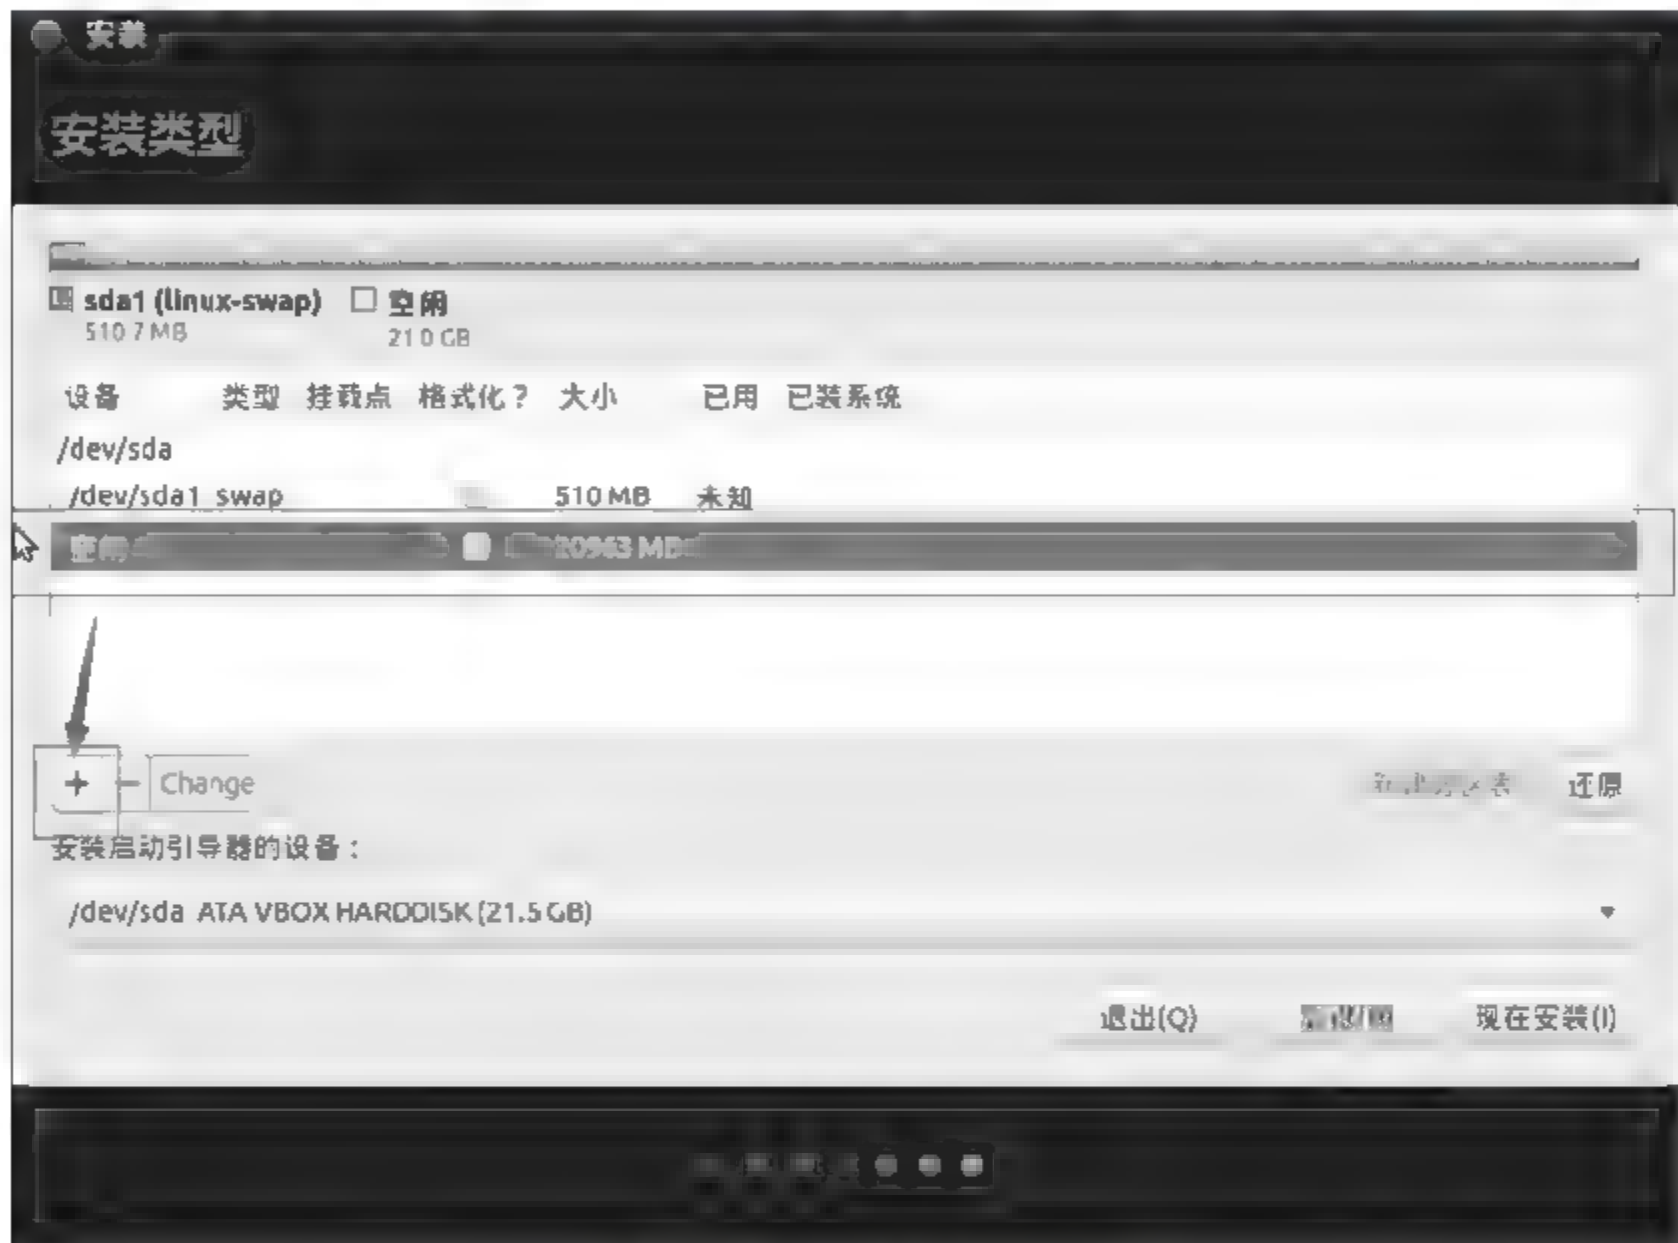 安装
安装类型
sda1 (linux-swap) 空闲
510.7 MB 21.0 GB
设备 类型 挂载点 格式化？ 大小 已用 已装系统
/dev/sda
/dev/sda1 swap 510 MB 未知
空闲 20963 MB
+ - Change 还原
安装启动引导器的设备：
/dev/sda ATA VBOX HARDDISK (21.5 GB)
退出(Q) 现在安装(I)